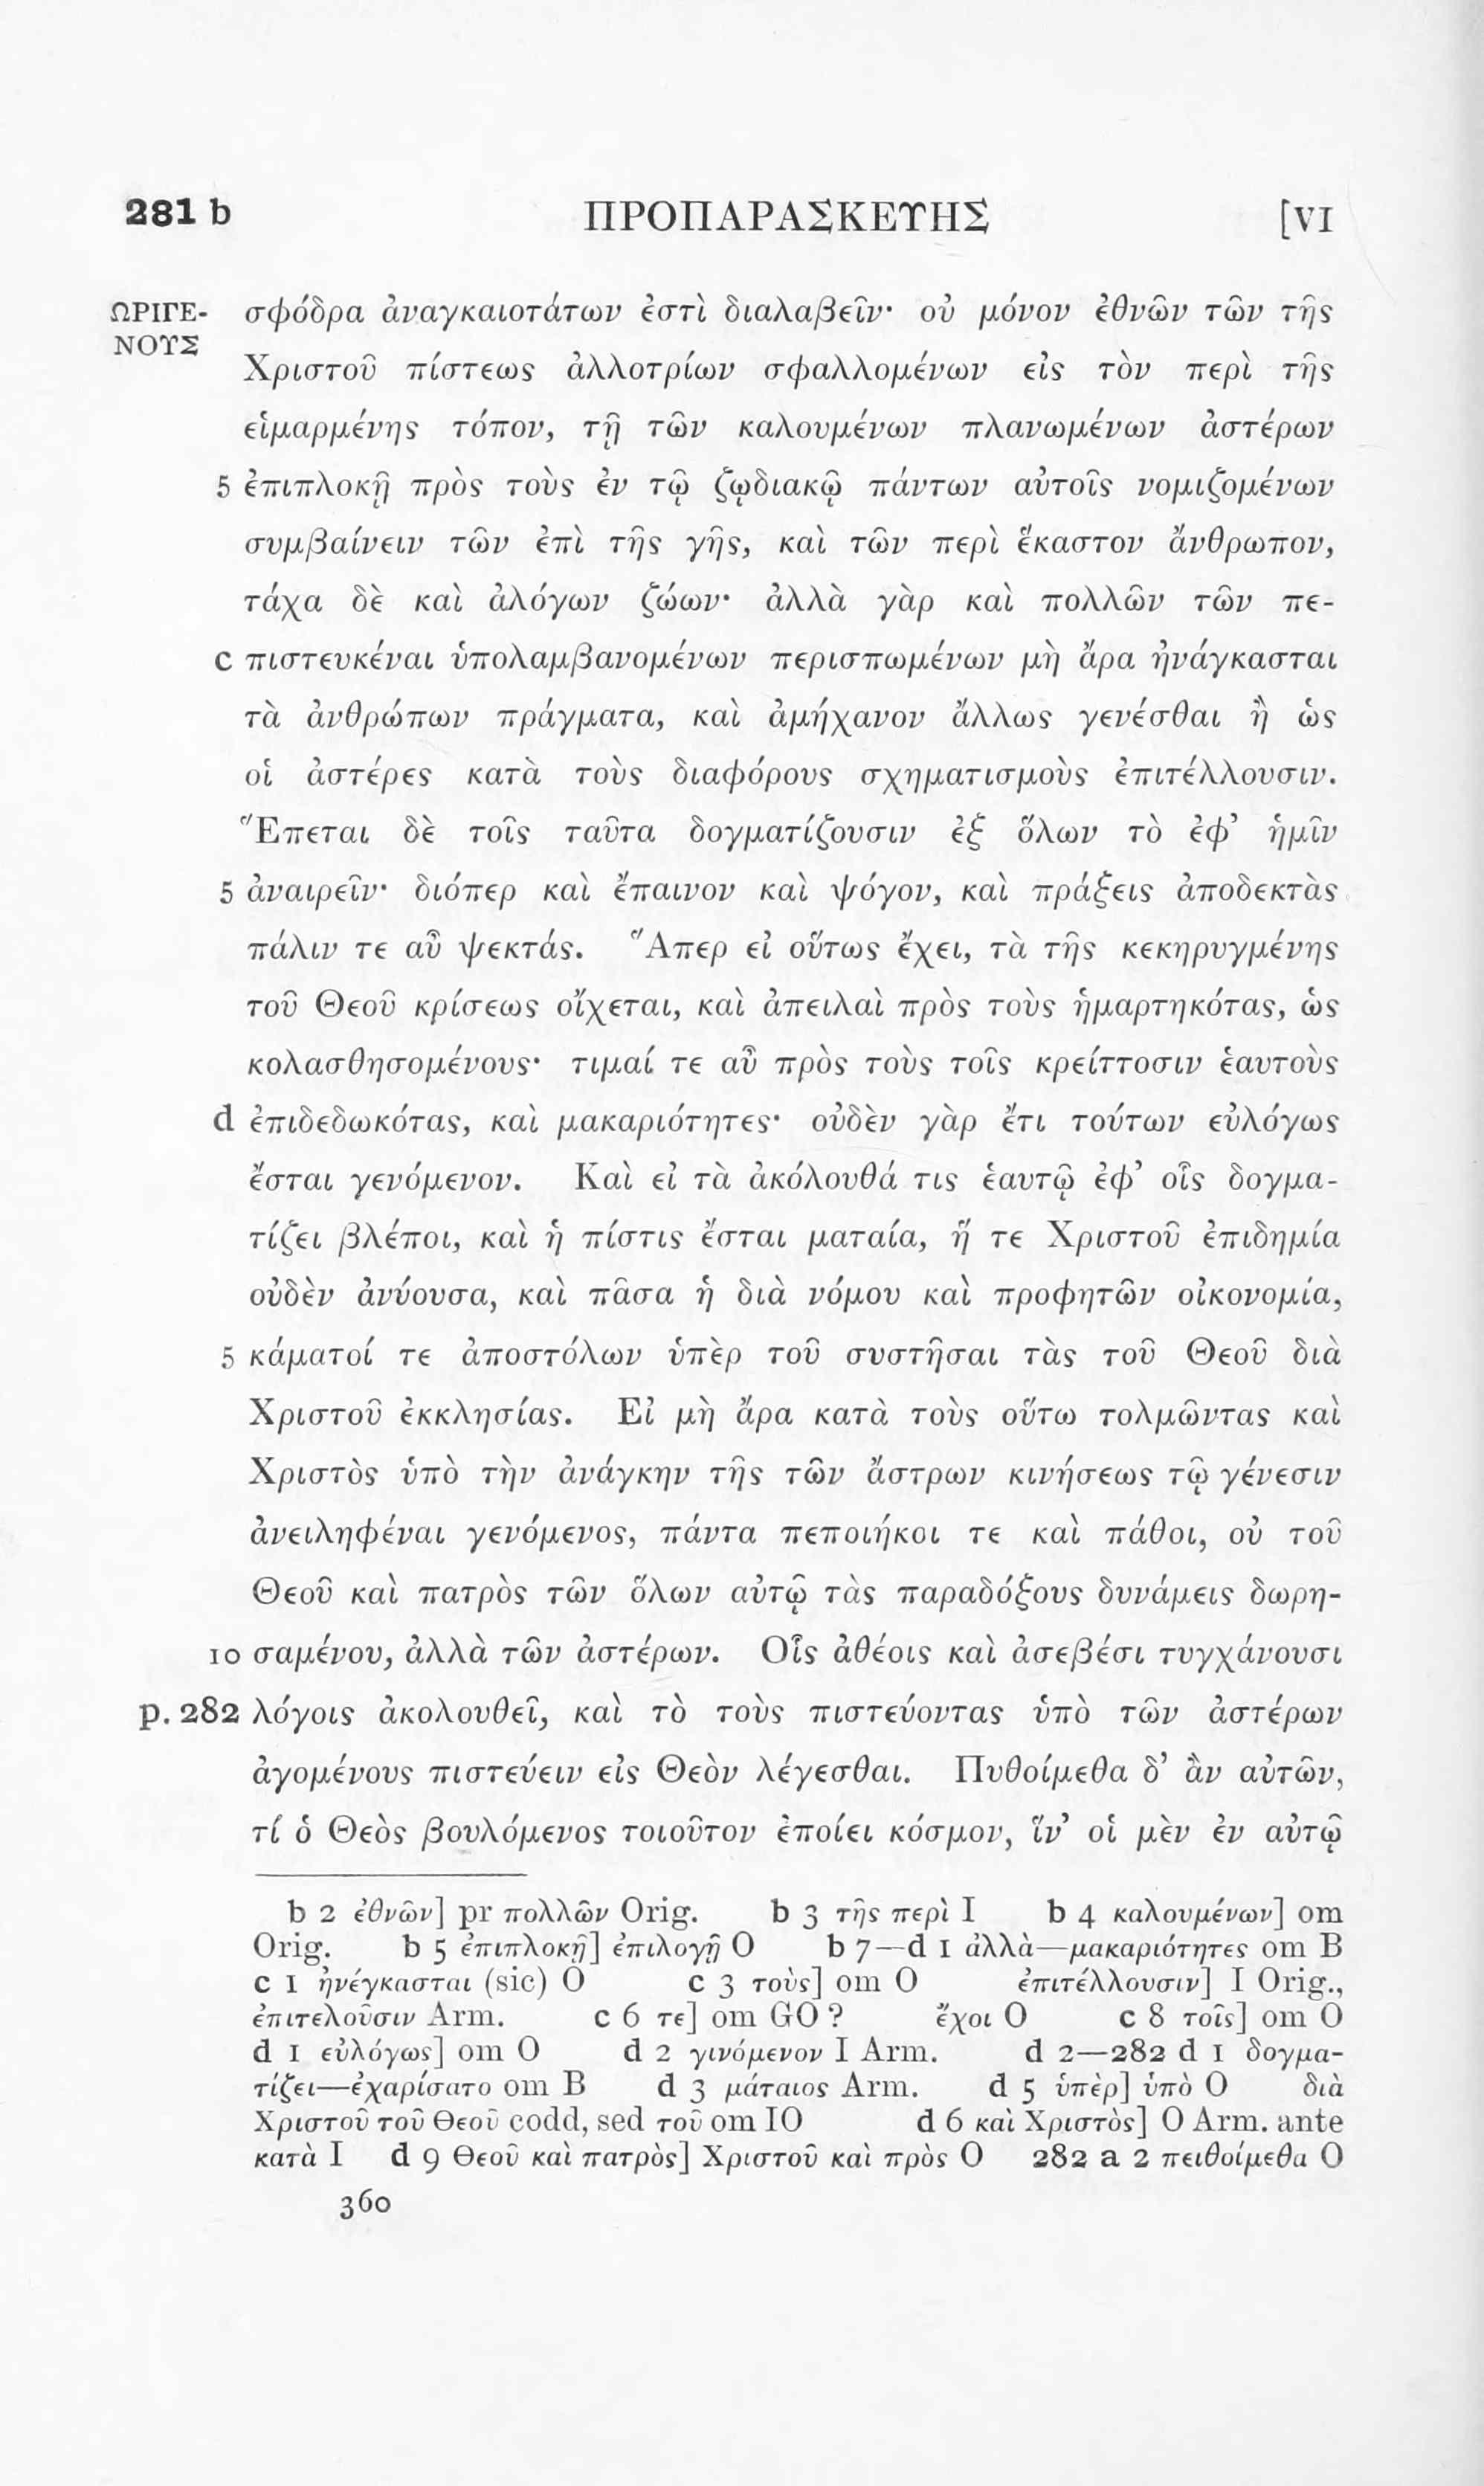 281 b ΠΡΟΠΑΡΑΣΚΕΥΗΣ [VI
ΩΡΙΓΕ- σφόδρα ἀναγκαιοτάτων ἐστὶ διαλαβεῖν· οὐ μόνον ἐθνῶν τῶν τῆς
ΝΟΥΣ
Χριστοῦ πίστεως ἀλλοτρίων σφαλλομένων εἰς τὸν περὶ τῆς
εἱμαρμένης τόπον, τῇ τῶν καλουμένων πλανωμένων ἀστέρων
5 ἐπιπλοκῇ πρὸς τοὺς ἐν τῷ ζῳδιακῷ πάντων αὐτοῖς νομιζομένων
συμβαίνειν τῶν ἐπὶ τῆς γῆς, καὶ τῶν περὶ ἕκαστον ἄνθρωπον,
τάχα δὲ καὶ ἀλόγων ζώων· ἀλλὰ γὰρ καὶ πολλῶν τῶν πε-
c πιστευκέναι ὑπολαμβανομένων περισπωμένων μὴ ἄρα ἠνάγκασται
τὰ ἀνθρώπων πράγματα, καὶ ἀμήχανον ἄλλως γενέσθαι ἢ ὡς
οἱ ἀστέρες κατὰ τοὺς διαφόρους σχηματισμοὺς ἐπιτέλλουσιν.
Ἕπεται δὲ τοῖς ταῦτα δογματίζουσιν ἐξ ὅλων τὸ ἐφ’ ἡμῖν
5 ἀναιρεῖν· διόπερ καὶ ἔπαινον καὶ ψόγον, καὶ πράξεις ἀποδεκτὰς
πάλιν τε αὖ ψεκτάς. Ἅπερ εἰ οὕτως ἔχει, τὰ τῆς κεκηρυγμένης
τοῦ Θεοῦ κρίσεως οἴχεται, καὶ ἀπειλαὶ πρὸς τοὺς ἡμαρτηκότας, ὡς
κολασθησομένους· τιμαί τε αὖ πρὸς τοὺς τοῖς κρείττοσιν ἑαυτοὺς
d ἐπιδεδωκότας, καὶ μακαριότητες· οὐδὲν γὰρ ἔτι τούτων εὐλόγως
ἔσται γενόμενον. Καὶ εἰ τὰ ἀκόλουθά τις ἑαυτῷ ἐφ’ οἷς δογμα-
τίζει βλέποι, καὶ ἡ πίστις ἔσται ματαία, ἥ τε Χριστοῦ ἐπιδημία
οὐδὲν ἀνύουσα, καὶ πᾶσα ἡ διὰ νόμου καὶ προφητῶν οἰκονομία,
5 κάματοί τε ἀποστόλων ὑπὲρ τοῦ συστῆσαι τὰς τοῦ Θεοῦ διὰ
Χριστοῦ ἐκκλησίας. Εἰ μὴ ἄρα κατὰ τοὺς οὕτω τολμῶντας καὶ
Χριστὸς ὑπὸ τὴν ἀνάγκην τῆς τῶν ἄστρων κινήσεως τῷ γένεσιν
ἀνειληφέναι γενόμενος, πάντα πεποιήκοι τε καὶ πάθοι, οὐ τοῦ
Θεοῦ καὶ πατρὸς τῶν ὅλων αὐτῷ τὰς παραδόξους δυνάμεις δωρη-
10 σαμένου, ἀλλὰ τῶν ἀστέρων. Οἷς ἀθέοις καὶ ἀσεβέσι τυγχάνουσι
p. 282 λόγοις ἀκολουθεῖ, καὶ τὸ τοὺς πιστεύοντας ὑπὸ τῶν ἀστέρων
ἀγομένους πιστεύειν εἰς Θεὸν λέγεσθαι. Πυθοίμεθα δ’ ἂν αὐτῶν,
τί ὁ Θεὸς βουλόμενος τοιοῦτον ἐποίει κόσμον, ἵν’ οἱ μὲν ἐν αὐτῷ
b 2 ἐθνῶν] pr πολλῶν Orig. b 3 τῆς περὶ I b 4 καλουμένων] om
Orig. b 5 ἐπιπλοκῇ] ἐπιλογῇ O b 7—d 1 ἀλλὰ—μακαριότητες om B
c 1 ἠνέγκασται (sic) O c 3 τοὺς] om O ἐπιτέλλουσιν] I Orig.,
ἐπιτελοῦσιν Arm. c 6 τε] om GO ? ἔχοι O c 8 τοῖς] om O
d 1 εὐλόγως] om O d 2 γινόμενον I Arm. d 2—282 d 1 δογμα-
τίζει—ἐχαρίσατο om B d 3 μάταιος Arm. d 5 ὑπὲρ] ὑπὸ O διὰ
Χριστοῦ τοῦ Θεοῦ codd, sed τοῦ om IO d 6 καὶ Χριστὸς] O Arm. ante
κατὰ I d 9 Θεοῦ καὶ πατρὸς] Χριστοῦ καὶ πρὸς O 282 a 2 πειθοίμεθα O
360